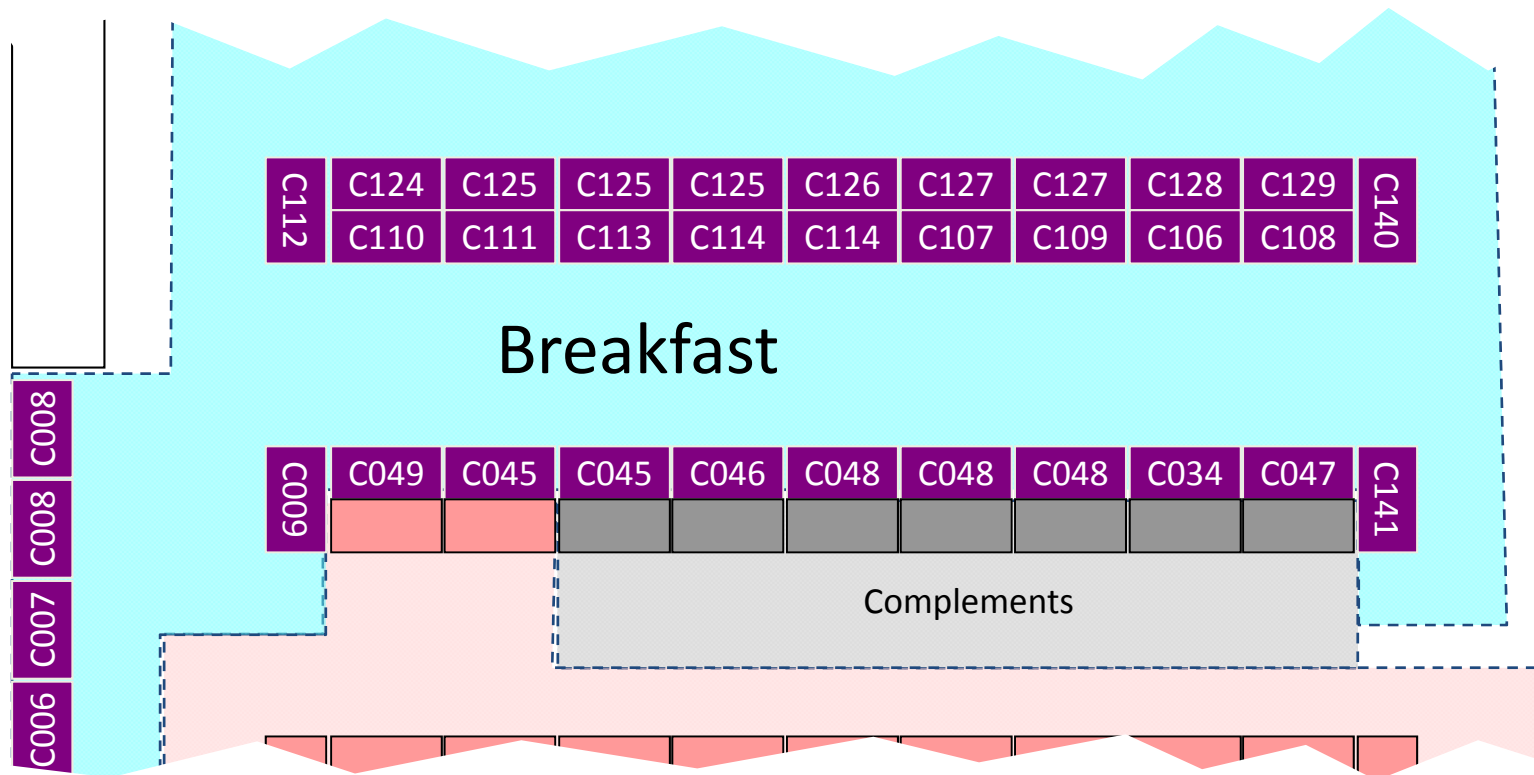 C112 C124 C125 C125 C125 C126 C127 C127 C128 C129 C140
C110 C111 C113 C114 C114 C107 C109 C106 C108
Breakfast
C008
C008
C007
C006
C009 C049 C045 C045 C046 C048 C048 C048 C034 C047 C141
Complements